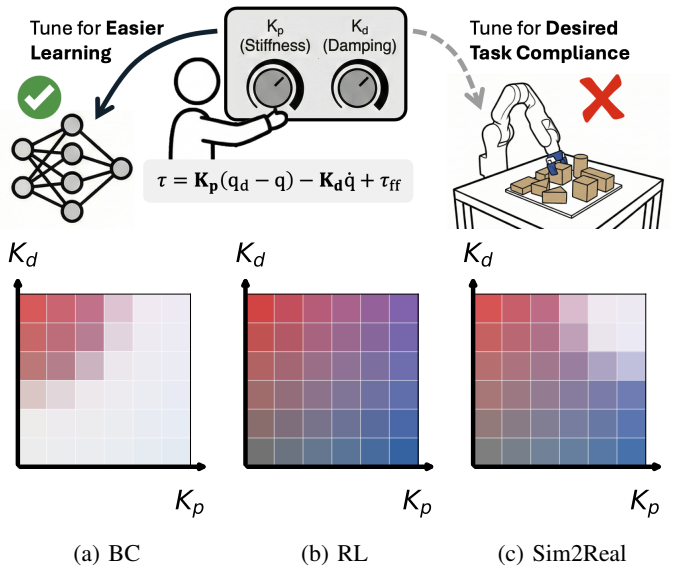 Tune for Easier
Learning
Kp
(Stiffness)
Kd
(Damping)
Tune for Desired
Task Compliance
τ = Kp(qd − q) − Kdq̇ + τff
Kd
Kp
Kd
Kp
Kd
Kp
(a) BC
(b) RL
(c) Sim2Real